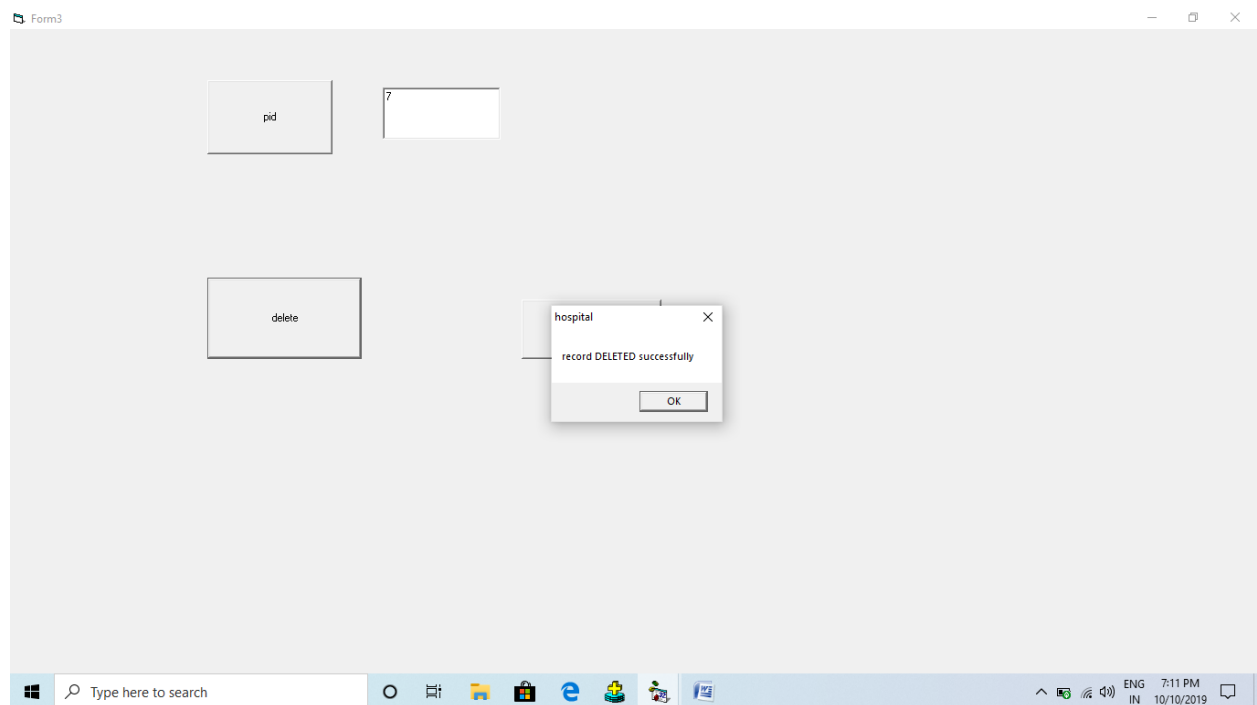 Form3
pid
7
delete
hospital
record DELETED successfully
OK
Type here to search
ENG
IN
7:11 PM
10/10/2019